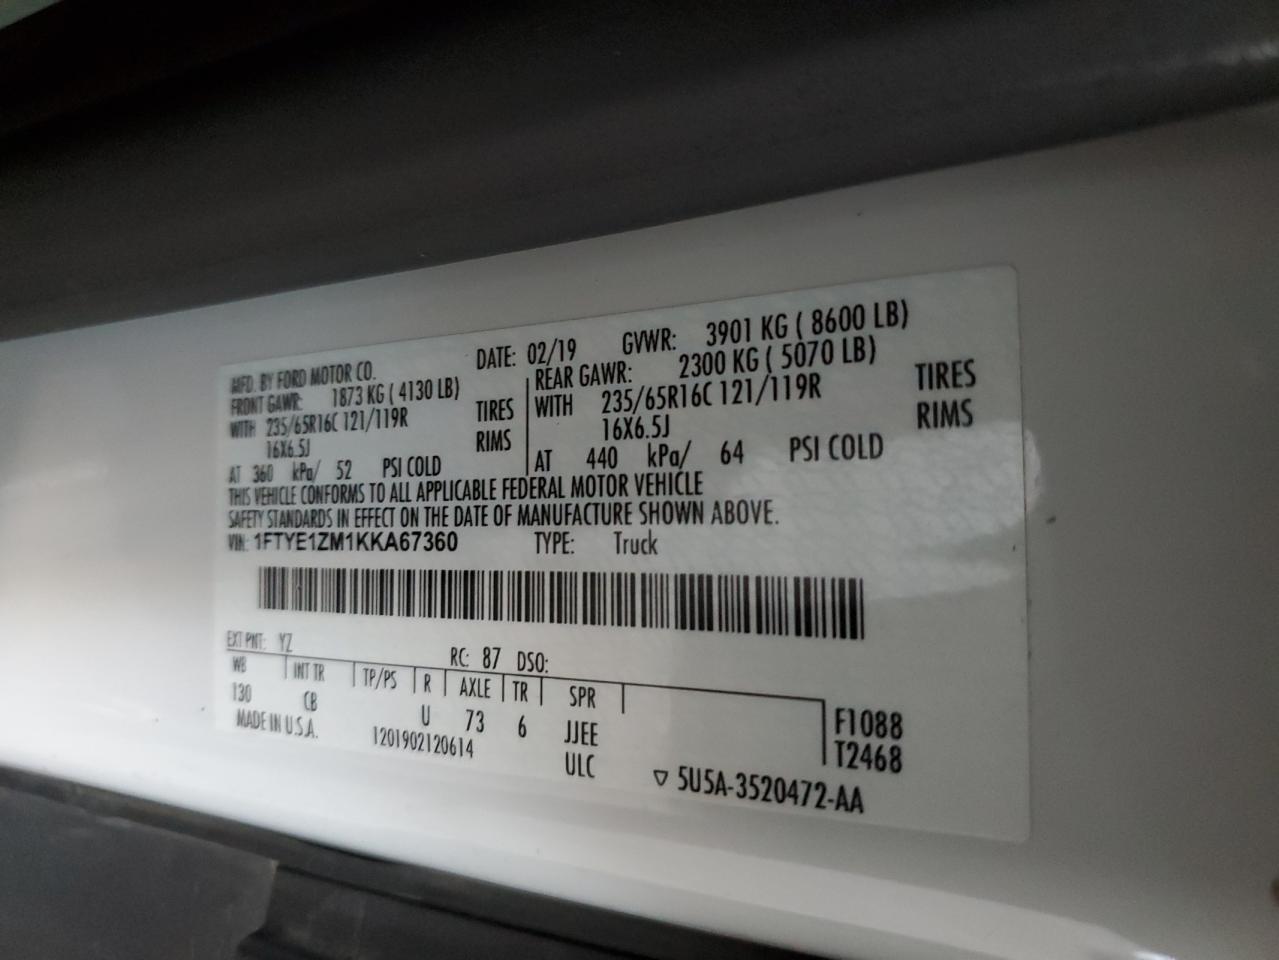 MFD. BY FORD MOTOR CO.
DATE: 02/19 GVWR: 3901 KG ( 8600 LB)
FRONT GAWR: 1873 KG ( 4130 LB)
WITH 235/65R16C 121/119R TIRES
16X6.5J RIMS
AT 360 kPa/ 52 PSI COLD
REAR GAWR: 2300 KG ( 5070 LB)
WITH 235/65R16C 121/119R TIRES
16X6.5J RIMS
AT 440 kPa/ 64 PSI COLD
THIS VEHICLE CONFORMS TO ALL APPLICABLE FEDERAL MOTOR VEHICLE
SAFETY STANDARDS IN EFFECT ON THE DATE OF MANUFACTURE SHOWN ABOVE.
VIN: 1FTYE1ZM1KKA67360 TYPE: Truck
EXT PNT: YZ RC: 87 DSO:
WB INT TR TP/PS R AXLE TR SPR
130 CB U 73 6 JJEE F1088
MADE IN U.S.A. 1201902120614 ULC T2468
▽ 5U5A-3520472-AA